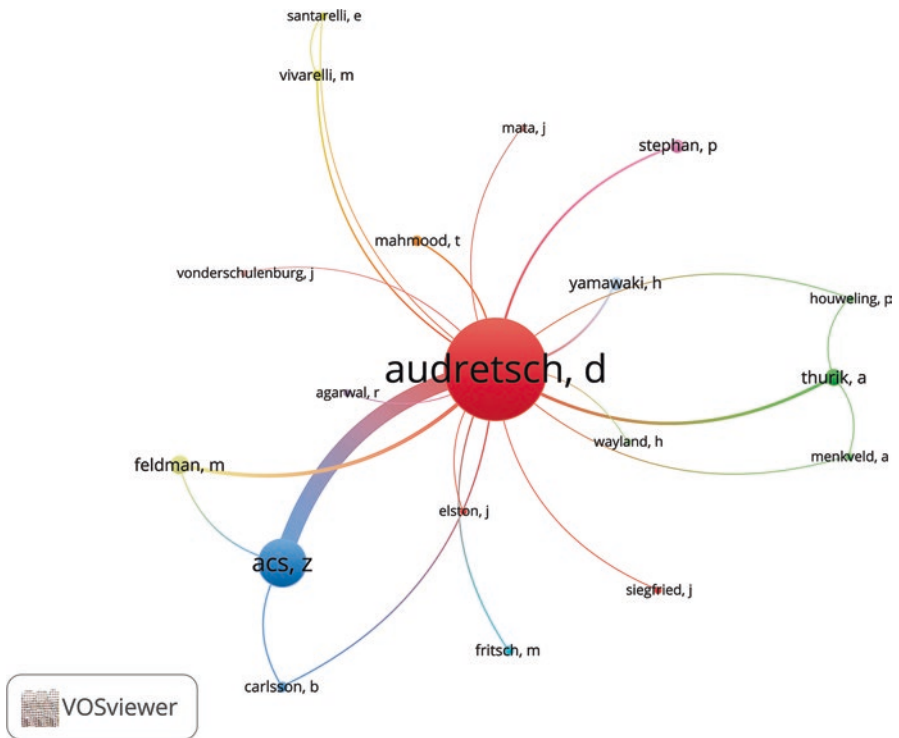 santarelli, e
vivarelli, m
mata, j
stephan, p
mahmood, t
vonderschulenburg, j
yamawaki, h
houweling, p
audretsch, d
thurik, a
agarwal, r
wayland, h
menkveld, a
feldman, m
elston, j
acs, z
siegfried, j
fritsch, m
carlsson, b
VOSviewer